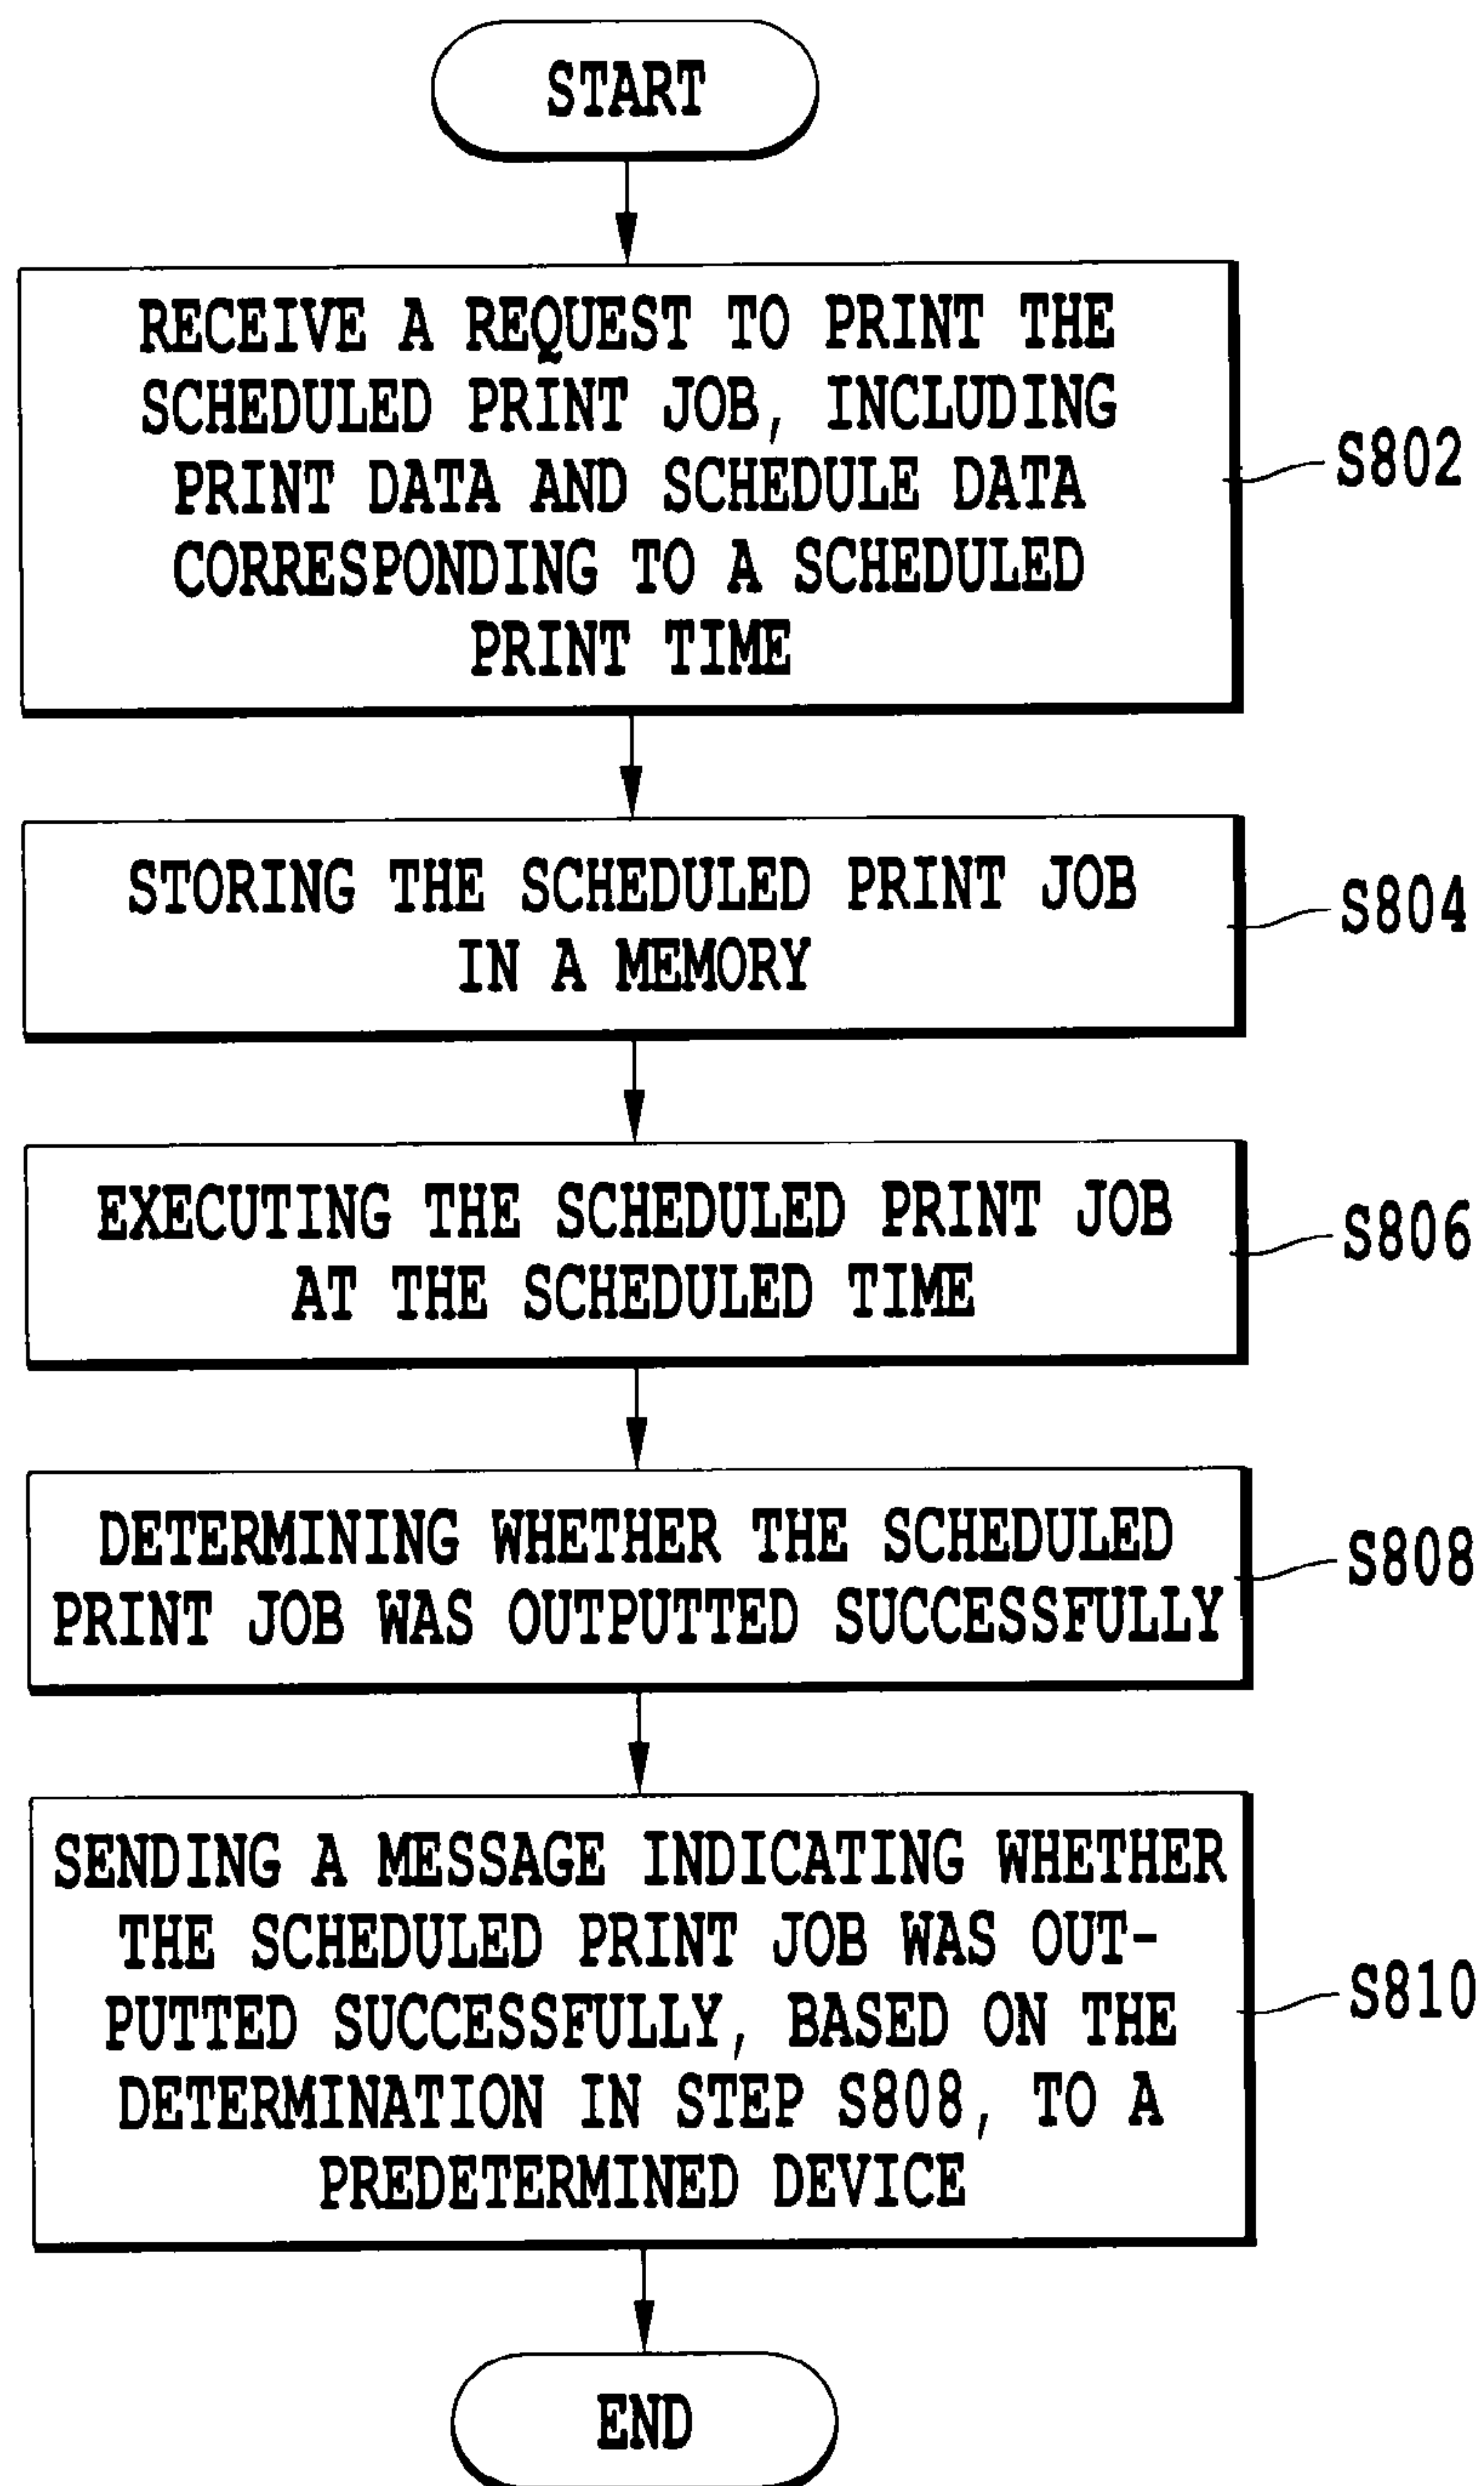 START
RECEIVE A REQUEST TO PRINT THE
SCHEDULED PRINT JOB, INCLUDING
PRINT DATA AND SCHEDULE DATA
CORRESPONDING TO A SCHEDULED
PRINT TIME
S802
STORING THE SCHEDULED PRINT JOB
IN A MEMORY
S804
EXECUTING THE SCHEDULED PRINT JOB
AT THE SCHEDULED TIME
S806
DETERMINING WHETHER THE SCHEDULED
PRINT JOB WAS OUTPUTTED SUCCESSFULLY
S808
SENDING A MESSAGE INDICATING WHETHER
THE SCHEDULED PRINT JOB WAS OUT-
PUTTED SUCCESSFULLY, BASED ON THE
DETERMINATION IN STEP S808, TO A
PREDETERMINED DEVICE
S810
END